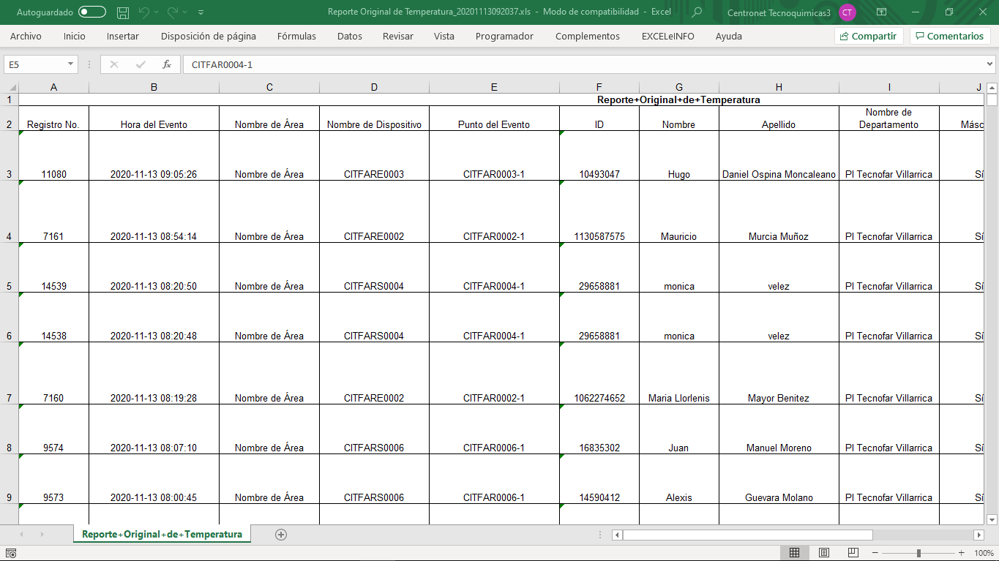 Autoguardado
Reporte Original de Temperatura_20201113092037.xls - Modo de compatibilidad - Excel
Centronet Tecnoquimicas3 CT
Archivo Inicio Insertar Disposición de página Fórmulas Datos Revisar Vista Programador Complementos EXCELeINFO Ayuda Compartir Comentarios
E5 fx CITFAR0004-1
A B C D E F G H I J
1 Reporte+Original+de+Temperatura
2 Registro No. Hora del Evento Nombre de Área Nombre de Dispositivo Punto del Evento ID Nombre Apellido Nombre de Departamento Másc
3 11080 2020-11-13 09:05:26 Nombre de Área CITFARE0003 CITFAR0003-1 10493047 Hugo Daniel Ospina Moncaleano PI Tecnofar Villarrica Sí
4 7161 2020-11-13 08:54:14 Nombre de Área CITFARE0002 CITFAR0002-1 1130587575 Mauricio Murcia Muñoz PI Tecnofar Villarrica Sí
5 14539 2020-11-13 08:20:50 Nombre de Área CITFARS0004 CITFAR0004-1 29658881 monica velez PI Tecnofar Villarrica Sí
6 14538 2020-11-13 08:20:48 Nombre de Área CITFARS0004 CITFAR0004-1 29658881 monica velez PI Tecnofar Villarrica Sí
7 7160 2020-11-13 08:19:28 Nombre de Área CITFARE0002 CITFAR0002-1 1062274652 Maria Llorlenis Mayor Benitez PI Tecnofar Villarrica Sí
8 9574 2020-11-13 08:07:10 Nombre de Área CITFARS0006 CITFAR0006-1 16835302 Juan Manuel Moreno PI Tecnofar Villarrica Sí
9 9573 2020-11-13 08:00:45 Nombre de Área CITFARS0006 CITFAR0006-1 14590412 Alexis Guevara Molano PI Tecnofar Villarrica Sí
Reporte+Original+de+Temperatura
100%